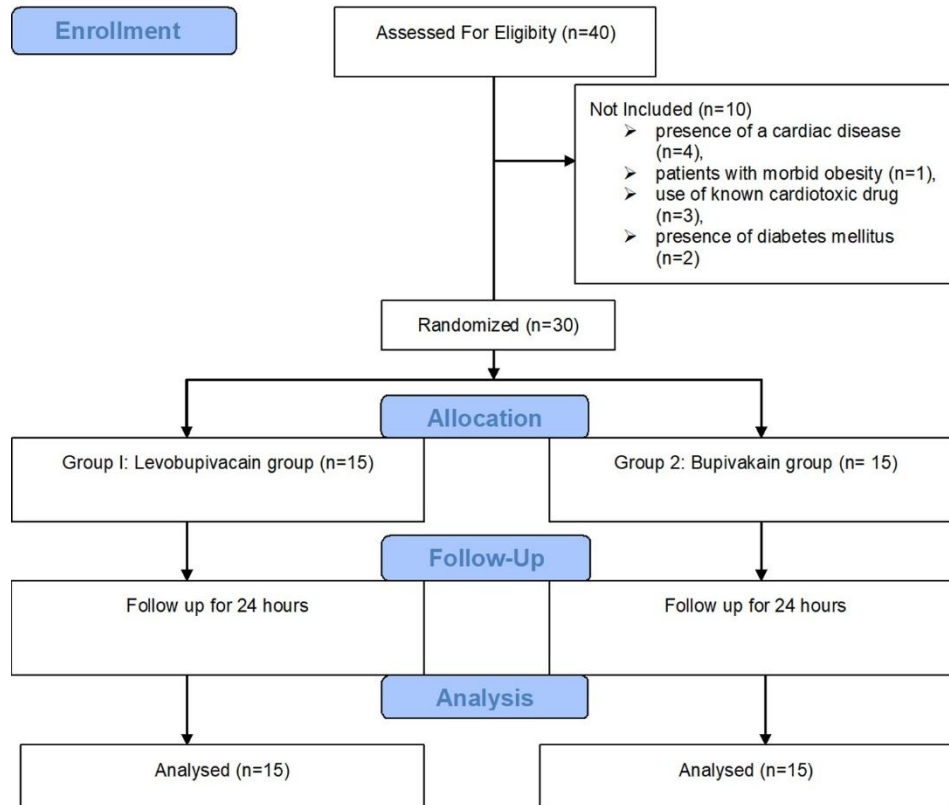 Enrollment
Assessed For Eligibity (n=40)
Not Included (n=10)
➢ presence of a cardiac disease
(n=4),
➢ patients with morbid obesity (n=1),
➢ use of known cardiotoxic drug
(n=3),
➢ presence of diabetes mellitus
(n=2)
Randomized (n=30)
Allocation
Group I: Levobupivacain group (n=15)
Group 2: Bupivakain group (n= 15)
Follow-Up
Follow up for 24 hours
Follow up for 24 hours
Analysis
Analysed (n=15)
Analysed (n=15)